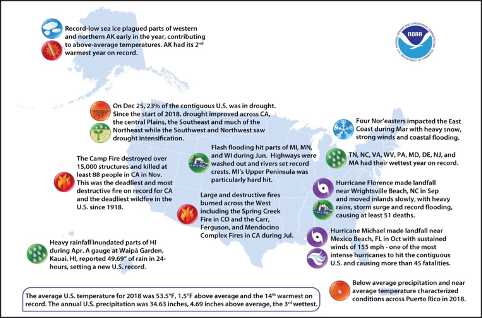 Record-low sea ice plagued parts of western
and northern AK early in the year, contributing
to above-average temperatures. AK had its 2nd
warmest year on record.
NOAA
On Dec 25, 23% of the contiguous U.S. was in drought.
Since the start of 2018, drought improved across CA,
the central Plains, the Southeast and much of the
Northeast while the Southwest and Northwest saw
drought intensification.
Four Nor'easters impacted the East
Coast during Mar with heavy snow,
strong winds and coastal flooding.
Flash flooding hit parts of MI, MN,
and WI during Jun. Highways were
washed out and rivers set record
crests. MI's Upper Peninsula was
particularly hard hit.
TN, NC, VA, WV, PA, MD, DE, NJ, and
MA had their wettest year on record.
The Camp Fire destroyed over
15,000 structures and killed at
least 88 people in CA in Nov.
This was the deadliest and most
destructive fire on record for CA
and the deadliest wildfire in the
U.S. since 1918.
Large and destructive fires
burned across the West
including the Spring Creek
Fire in CO and the Carr,
Ferguson, and Mendocino
Complex Fires in CA during Jul.
Hurricane Florence made landfall
near Wrightsville Beach, NC in Sep
and moved inland slowly, with heavy
rains, storm surge and record flooding,
causing at least 51 deaths.
Hurricane Michael made landfall near
Mexico Beach, FL in Oct with sustained
winds of 155 mph - one of the most
intense hurricanes to hit the contiguous
U.S. and causing more than 45 fatalities.
Heavy rainfall inundated parts of HI
during Apr. A gauge at Waipā Garden,
Kauai, HI, reported 49.69" of rain in 24-
hours, setting a new U.S. record.
Below average precipitation and near
average temperature characterized
conditions across Puerto Rico in 2018.
The average U.S. temperature for 2018 was 53.5°F, 1.5°F above average and the 14th warmest on
record. The annual U.S. precipitation was 34.63 inches, 4.69 inches above average, the 3rd wettest.